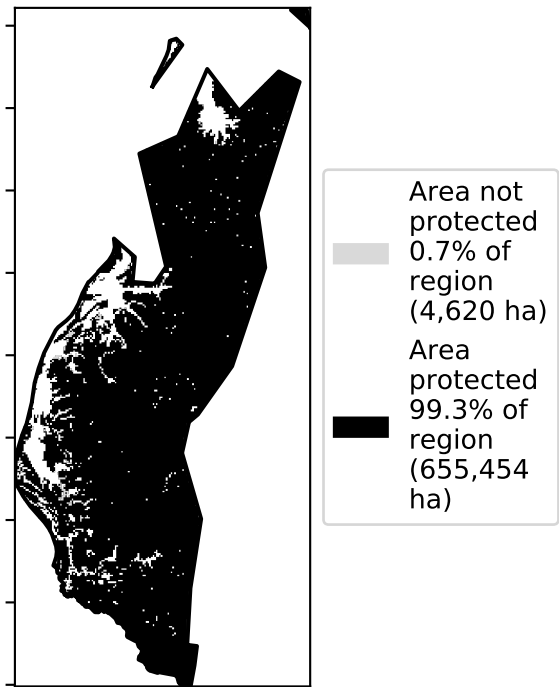 Area not
protected
0.7% of
region
(4,620 ha)
Area
protected
99.3% of
region
(655,454
ha)